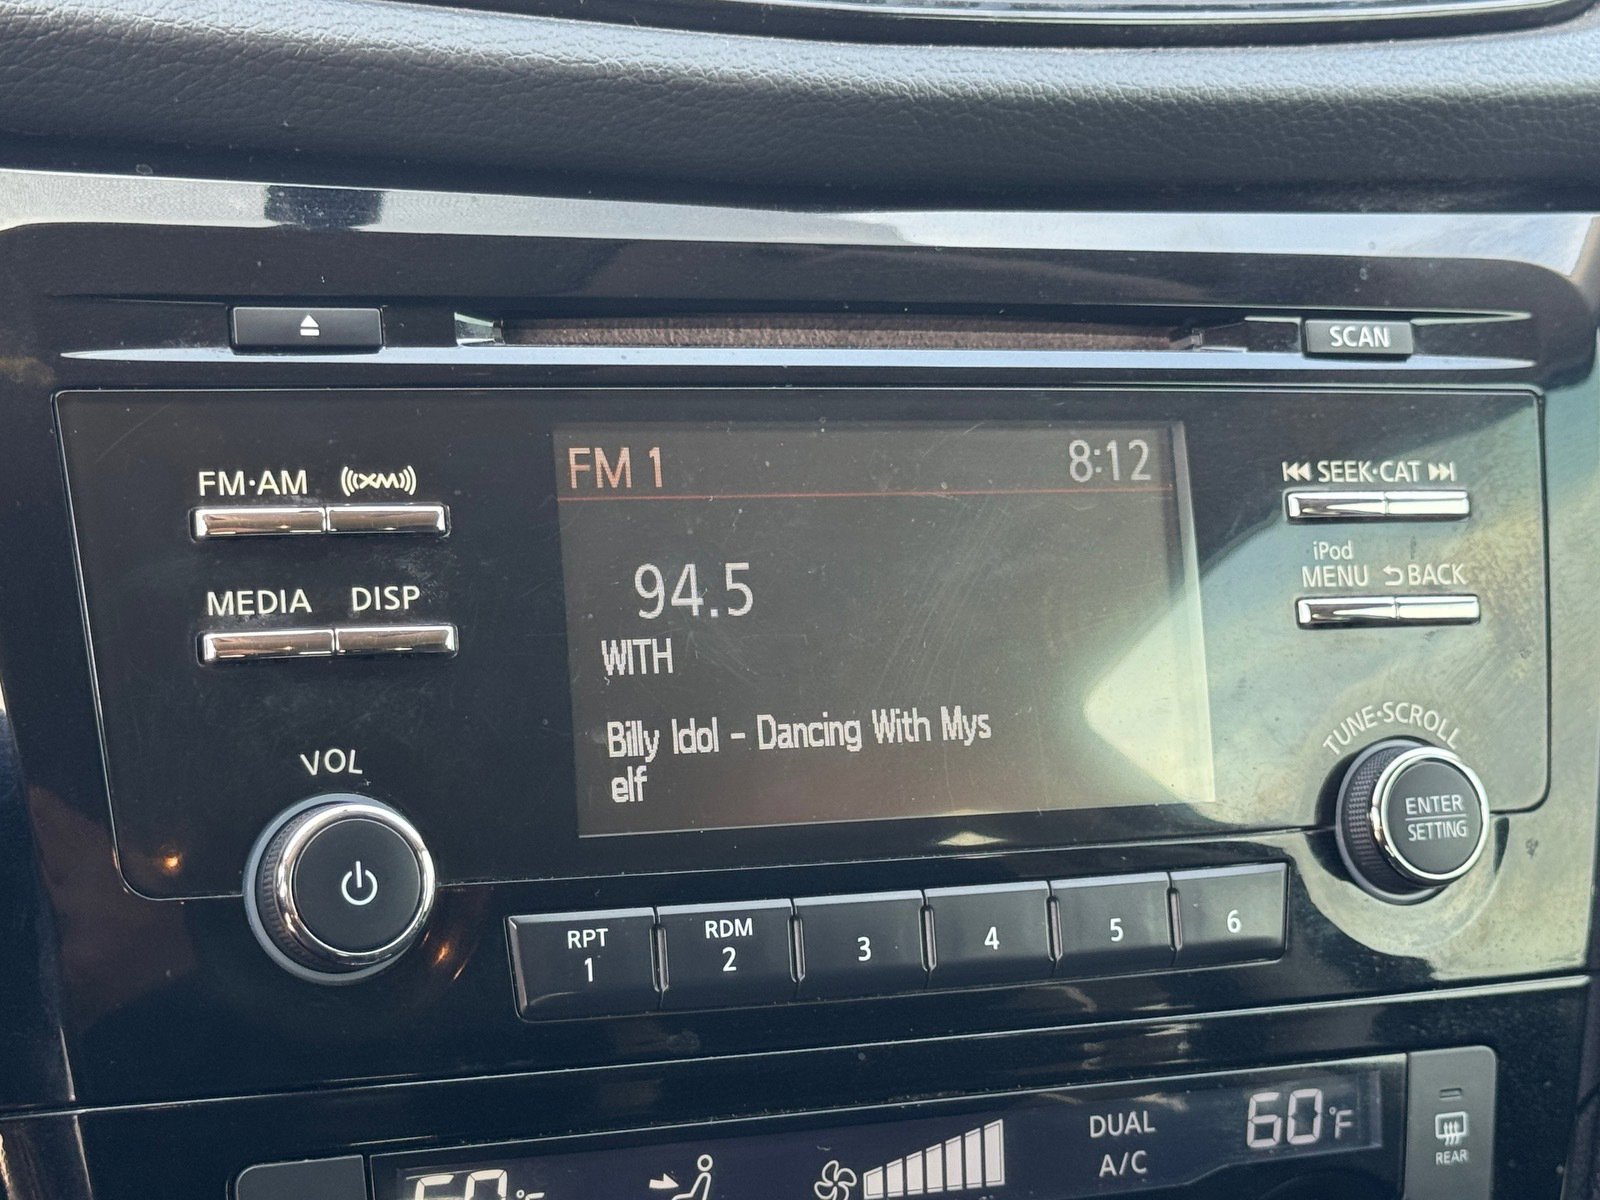 SCAN
FM·AM
XM
MEDIA
DISP
VOL
FM 1
8:12
94.5
WITH
Billy Idol - Dancing With Mys
elf
SEEK·CAT
iPod
MENU
BACK
TUNE·SCROLL
ENTER
SETTING
RPT
1
RDM
2
3
4
5
6
60°F
DUAL
A/C
60°F
REAR